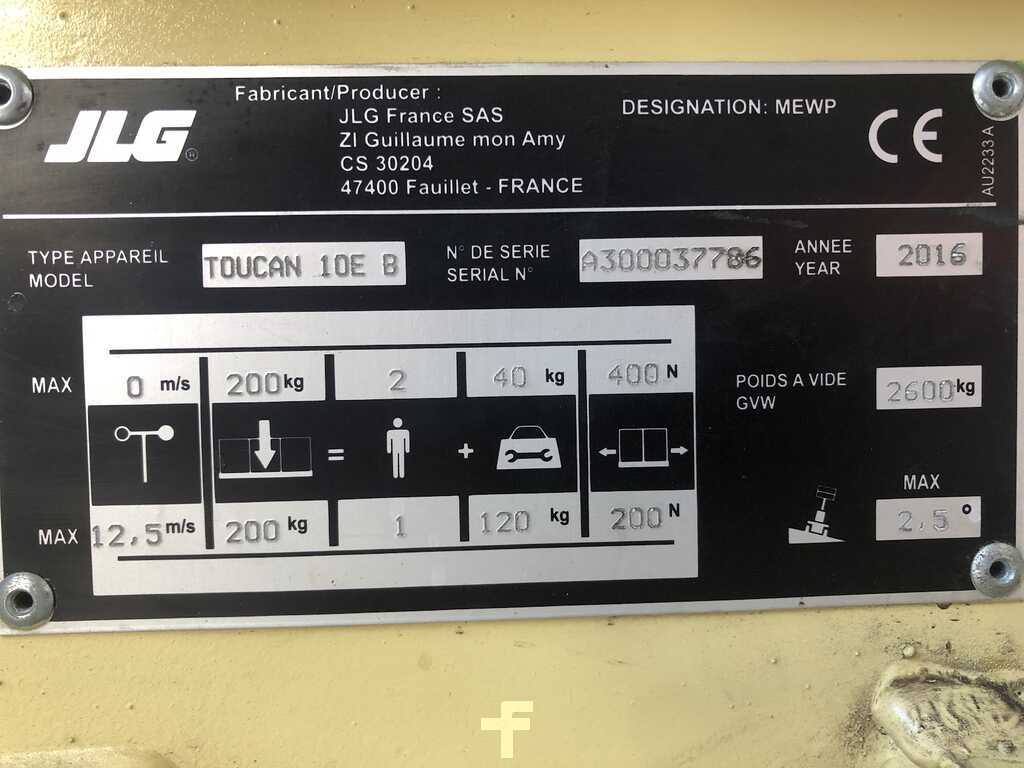 JLG ®
Fabricant/Producer :
JLG France SAS
ZI Guillaume mon Amy
CS 30204
47400 Fauillet - FRANCE
DESIGNATION: MEWP
CE
AU2233A
TYPE APPAREIL
MODEL
TOUCAN 10E B
N° DE SERIE
SERIAL N°
A300037786
ANNEE
YEAR
2016
MAX 0 m/s 200 kg 2 40 kg 400 N
= +
MAX 12,5 m/s 200 kg 1 120 kg 200 N
POIDS A VIDE
GVW
2600 kg
MAX
2,5 °